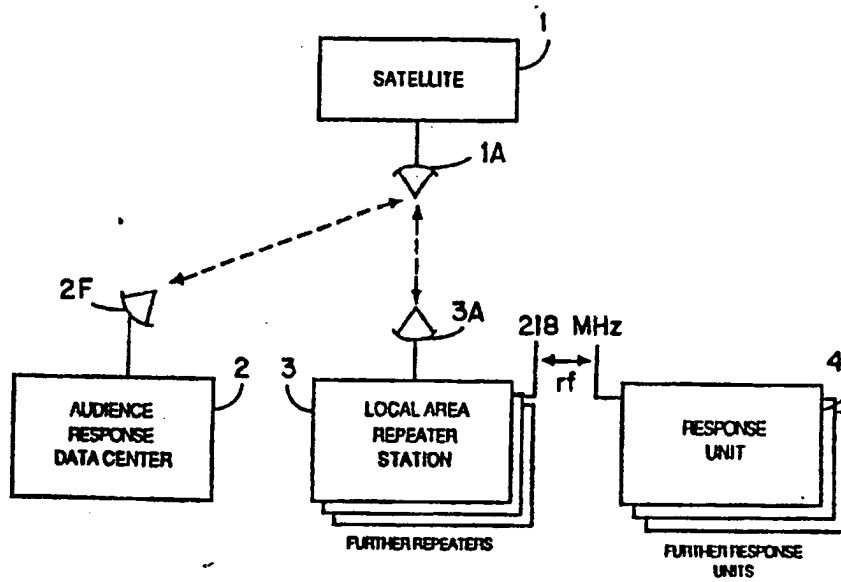 1
SATELLITE
1A
2F
3A
218 MHz
rf
2
3
4
AUDIENCE
RESPONSE
DATA CENTER
LOCAL AREA
REPEATER
STATION
RESPONSE
UNIT
FURTHER REPEATERS
FURTHER RESPONSE
UNITS